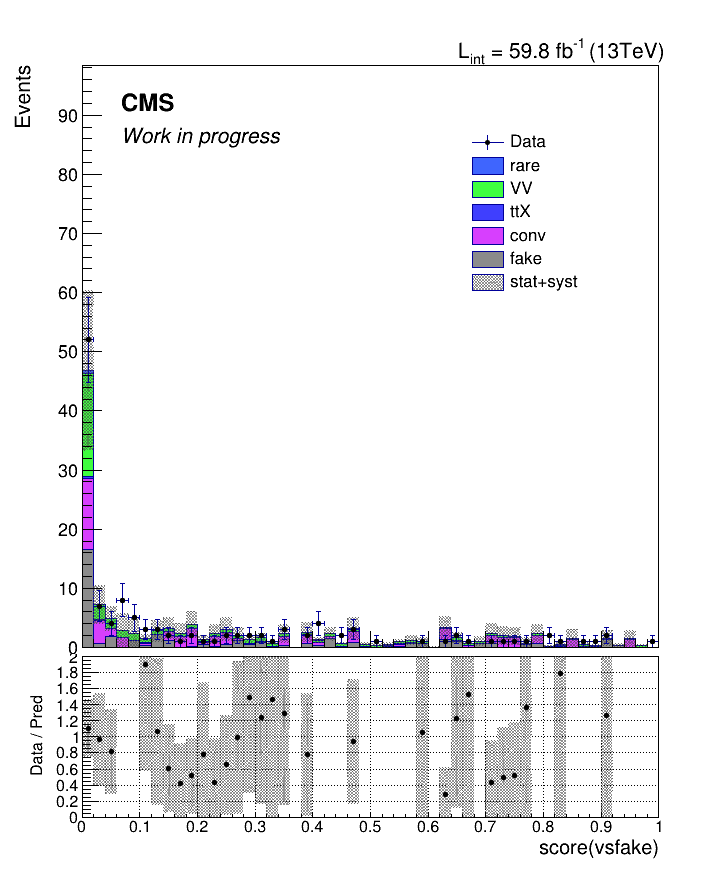 L_int = 59.8 fb^-1 (13TeV)
Events
CMS
Work in progress
90
80
70
60
50
40
30
20
10
0
Data
rare
VV
ttX
conv
fake
stat+syst
Data / Pred
2
1.8
1.6
1.4
1.2
1
0.8
0.6
0.4
0.2
0
0 0.1 0.2 0.3 0.4 0.5 0.6 0.7 0.8 0.9 1
score(vsfake)